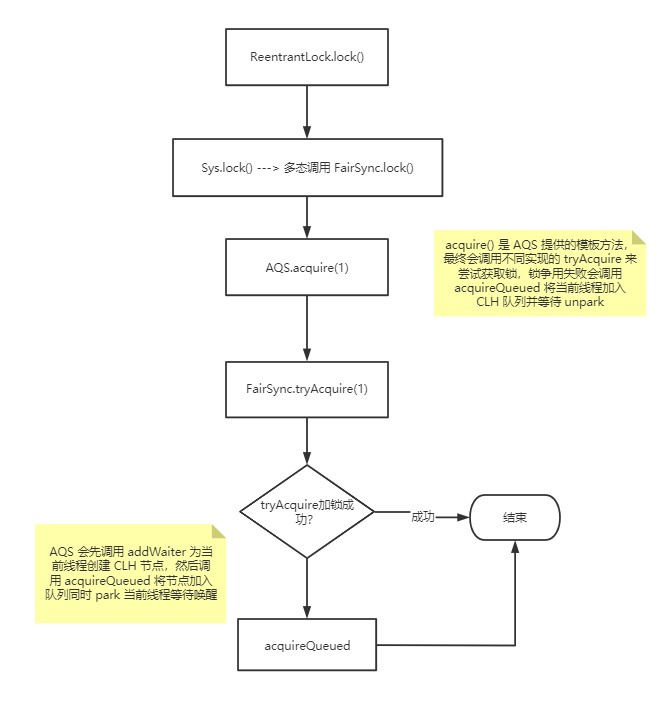 ReentrantLock.lock()
Sys.lock() ---> 多态调用 FairSync.lock()
AQS.acquire(1)
acquire() 是 AQS 提供的模板方法，
最终会调用不同实现的 tryAcquire 来
尝试获取锁，锁争用失败会调用
acquireQueued 将当前线程加入
CLH 队列并等待 unpark
FairSync.tryAcquire(1)
tryAcquire加锁成
功?
成功
结束
AQS 会先调用 addWaiter 为当
前线程创建 CLH 节点，然后调
用 acquireQueued 将节点加入
队列同时 park 当前线程等待唤醒
acquireQueued